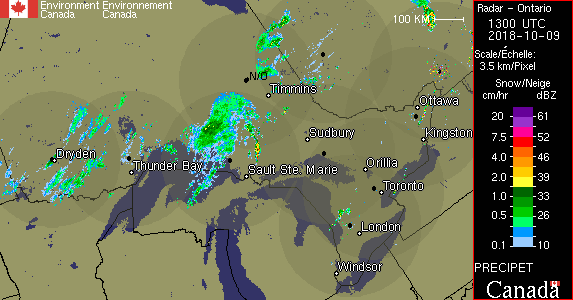 Environment Environnement
Canada Canada
100 KM
N/D
Timmins
Ottawa
Sudbury
Kingston
Dryden
Thunder Bay
Sault Ste. Marie
Orillia
Toronto
London
Windsor
Radar - Ontario
1300 UTC
2018-10-09
Scale/Échelle:
3.5 km/Pixel
Snow/Neige
cm/hr dBZ
20 61
7.5 52
4.0 46
2.0 39
1.0 33
0.5 26
0.1 10
PRECIPET
Canada